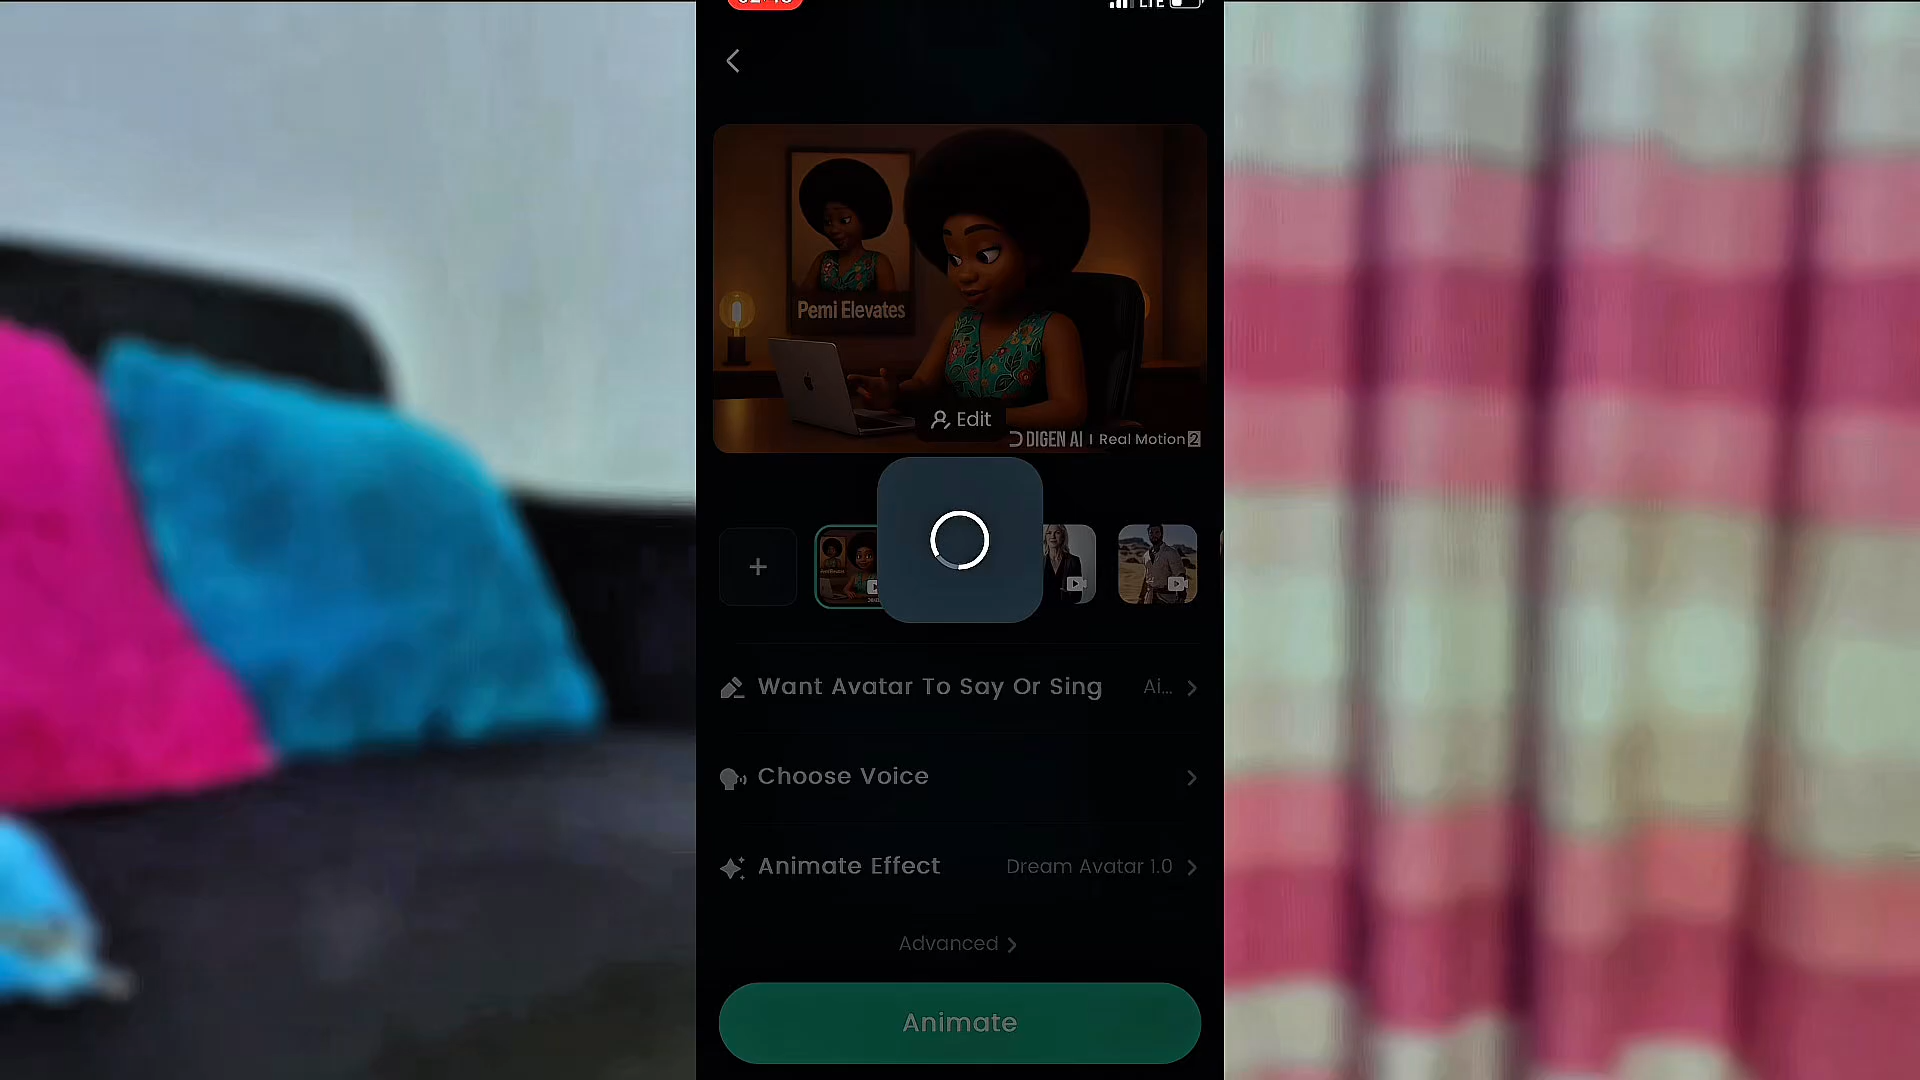 LTE
Pemi Elevates
Edit
DIGEN AI | Real Motion 2
+
Want Avatar To Say Or Sing Ai...
Choose Voice
Animate Effect Dream Avatar 1.0
Advanced
Animate